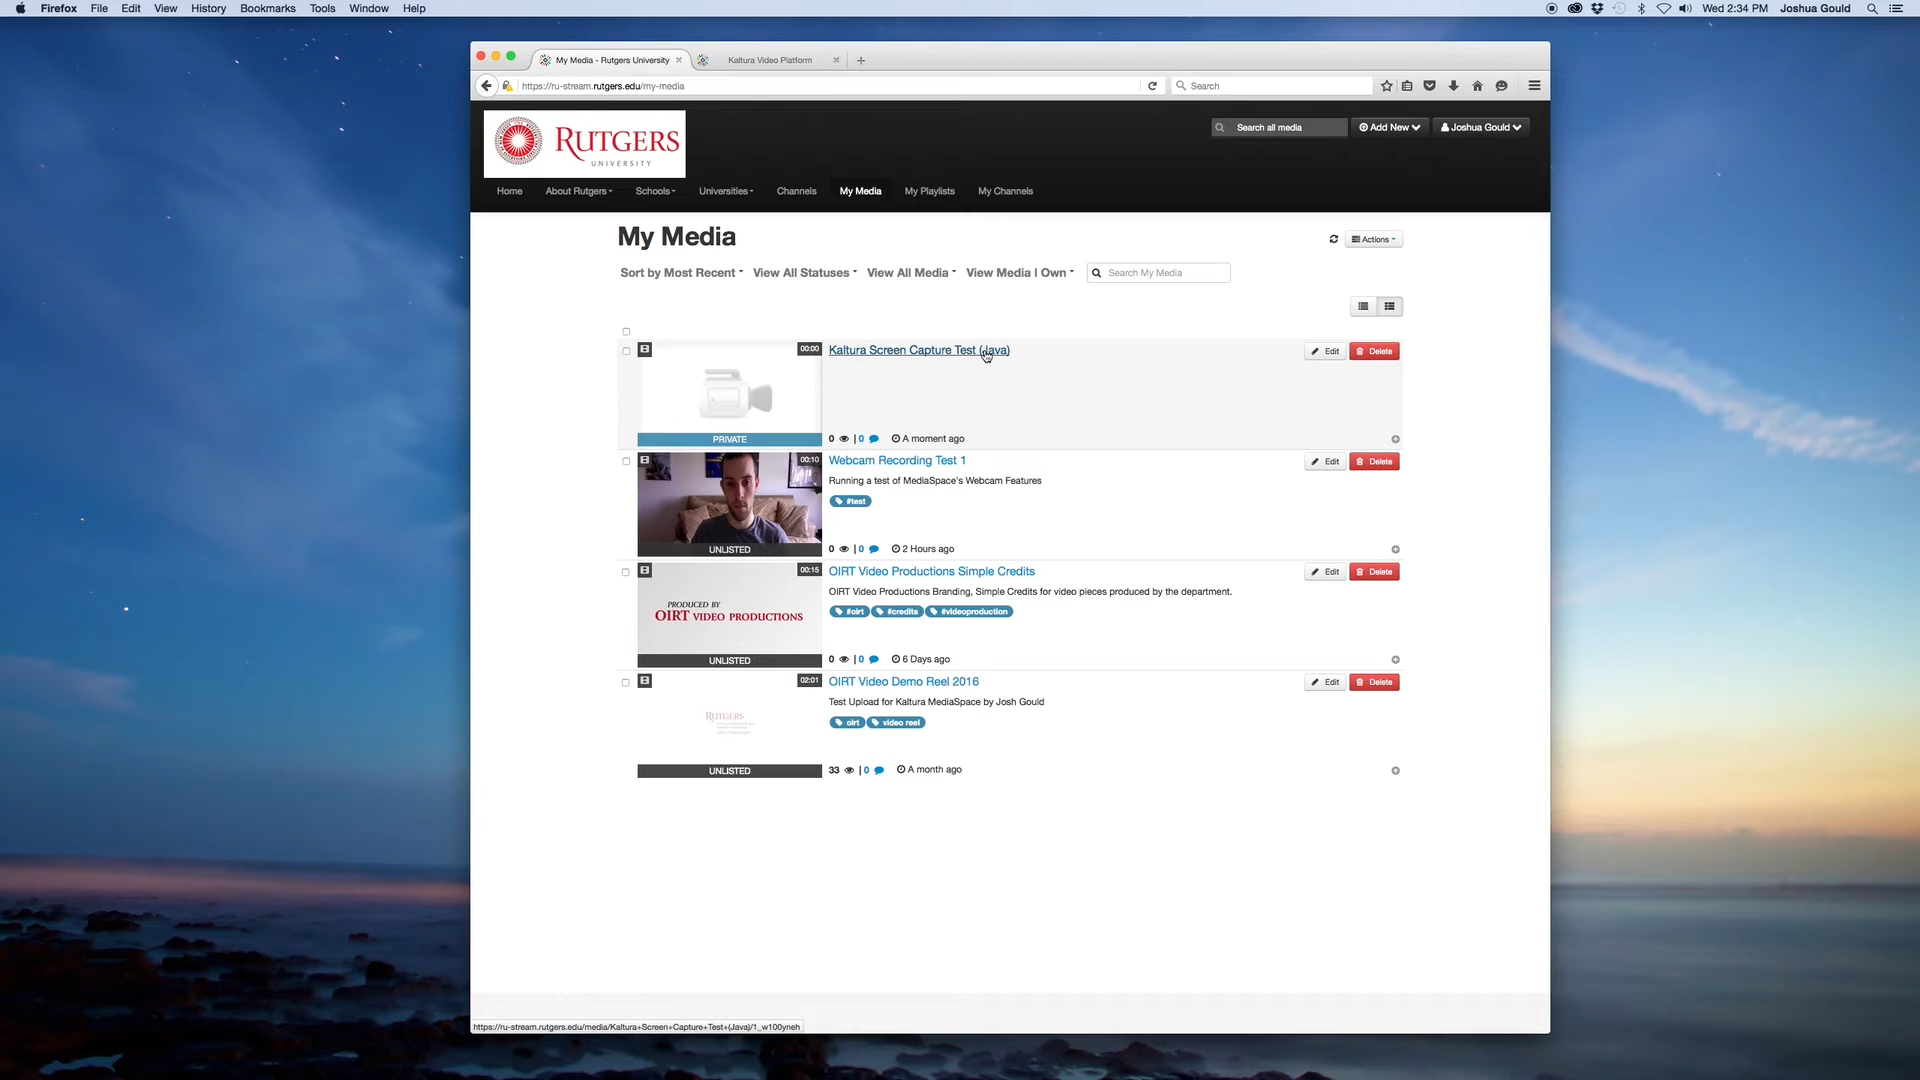 Firefox File Edit View History Bookmarks Tools Window Help Wed 2:34 PM Joshua Gould
My Media - Rutgers University Kaltura Video Platform
https://ru-stream.rutgers.edu/my-media Search
RUTGERS
UNIVERSITY
Search all media Add New Joshua Gould
Home About Rutgers Schools Universities Channels My Media My Playlists My Channels
My Media
Actions
Sort by Most Recent View All Statuses View All Media View Media I Own Search My Media
00:00 Kaltura Screen Capture Test (Java) Edit Delete
PRIVATE 0 | 0 A moment ago
00:10 Webcam Recording Test 1 Edit Delete
Running a test of MediaSpace's Webcam Features
#test
UNLISTED 0 | 0 2 Hours ago
00:15 OIRT Video Productions Simple Credits Edit Delete
OIRT Video Productions Branding, Simple Credits for video pieces produced by the department.
PRODUCED BY
OIRT VIDEO PRODUCTIONS
#oirt #credits #videoproduction
UNLISTED 0 | 0 6 Days ago
02:01 OIRT Video Demo Reel 2016 Edit Delete
Test Upload for Kaltura MediaSpace by Josh Gould
RUTGERS
oirt video reel
UNLISTED 33 | 0 A month ago
https://ru-stream.rutgers.edu/media/Kaltura+Screen+Capture+Test+(Java)/1_w100yneh